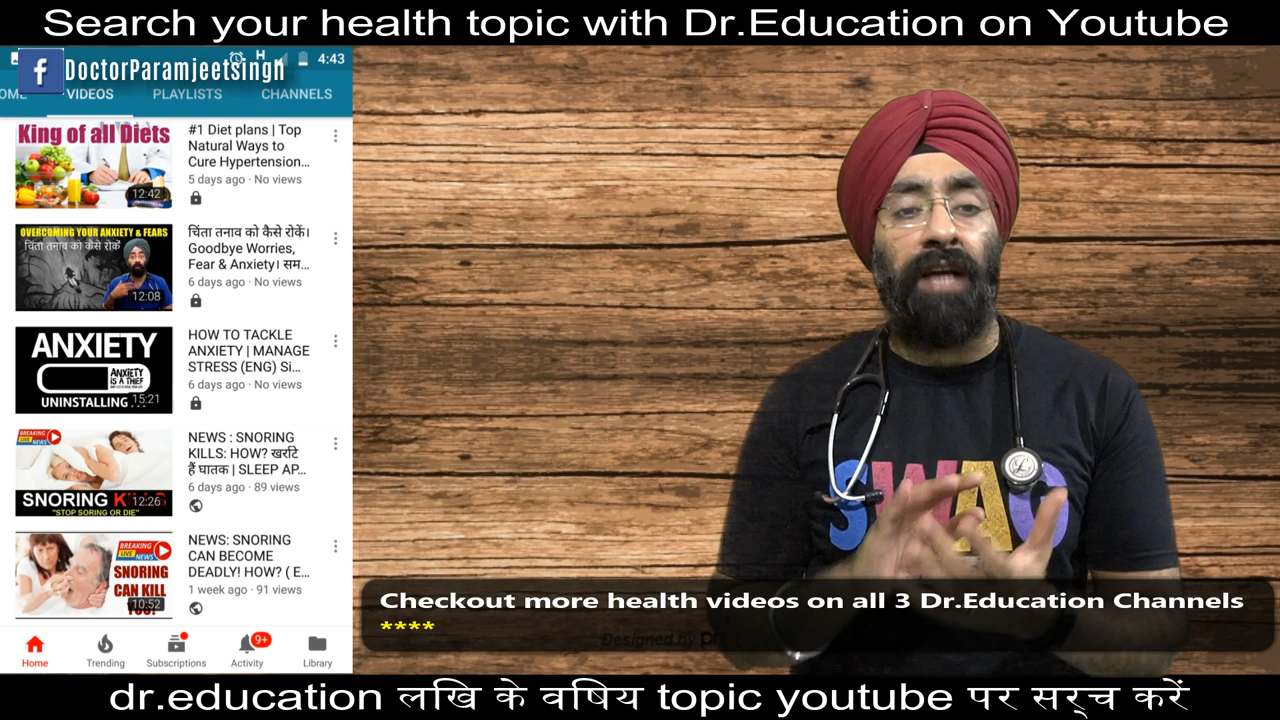 Search your health topic with Dr.Education on Youtube
DoctorParamjeetsingh
H
4:43
VIDEOS
PLAYLISTS
CHANNELS
King of all Diets
12:42
#1 Diet plans | Top
Natural Ways to
Cure Hypertension...
5 days ago · No views
OVERCOMING YOUR ANXIETY & FEARS
चिंता तनाव को कैसे रोकें
12:08
चिंता तनाव को कैसे रोकें।
Goodbye Worries,
Fear & Anxiety। सम...
6 days ago · No views
ANXIETY
ANXIETY
IS A THIEF
UNINSTALLING...
15:21
HOW TO TACKLE
ANXIETY | MANAGE
STRESS (ENG) Si...
6 days ago · No views
BREAKING
LIVE NEWS
SNORING KILLS
12:26
"STOP SORING OR DIE"
NEWS : SNORING
KILLS: HOW? खर्राटे
हैं घातक | SLEEP AP...
6 days ago · 89 views
BREAKING
LIVE NEWS
SNORING
CAN KILL
YOU!
10:52
NEWS: SNORING
CAN BECOME
DEADLY! HOW? ( E...
1 week ago · 91 views
9+
Home
Trending
Subscriptions
Activity
Library
SWAG
Checkout more health videos on all 3 Dr.Education Channels
****
Designed by
dr.education लखि के वषिय topic youtube पर सर्च करें